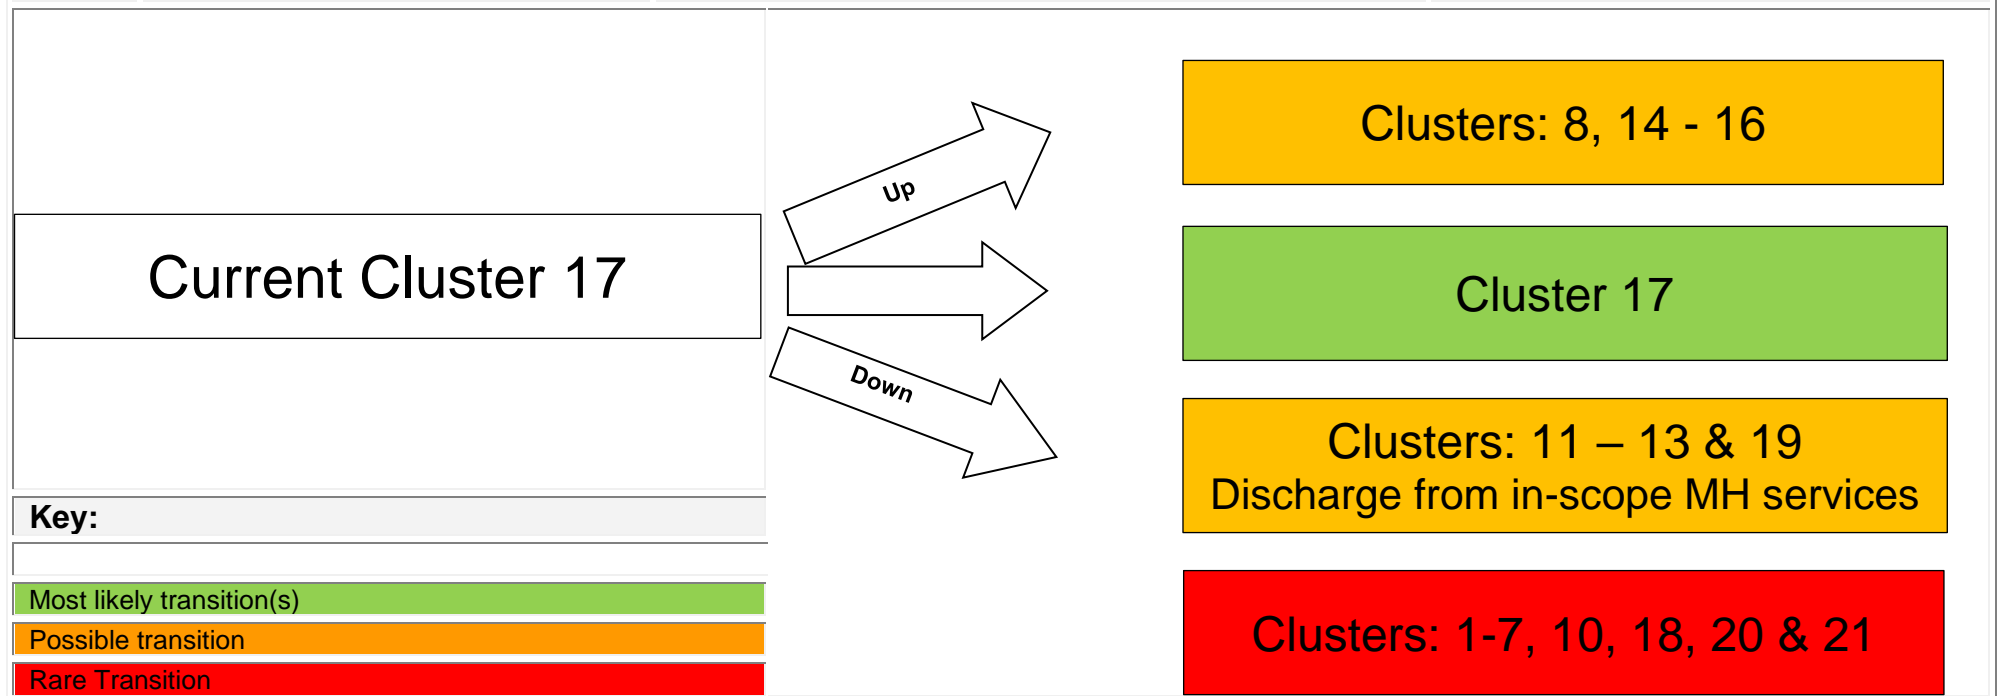 Clusters: 8, 14 - 16
Up
Current Cluster 17
Cluster 17
Down
Clusters: 11 – 13 & 19
Discharge from in-scope MH services
Key:
Most likely transition(s)
Possible transition
Rare Transition
Clusters: 1-7, 10, 18, 20 & 21